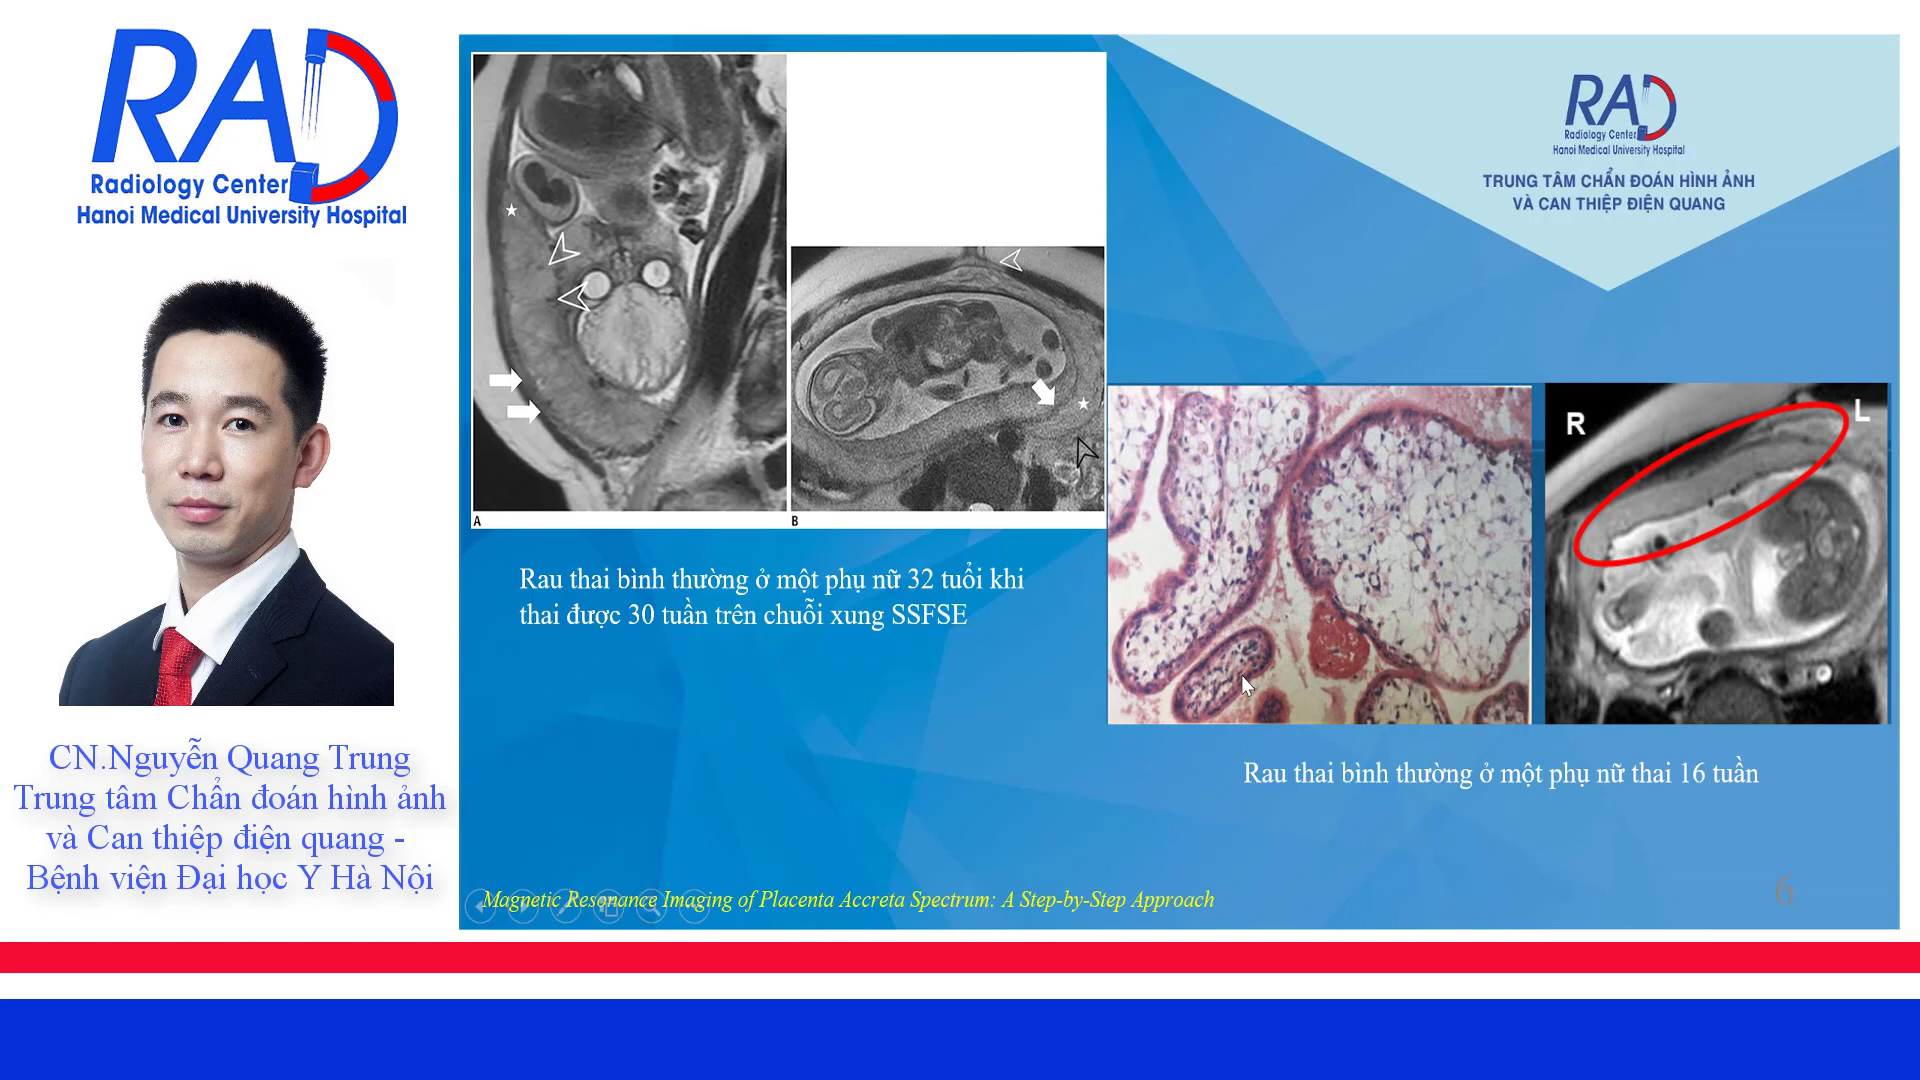 RAD
Radiology Center
Hanoi Medical University Hospital
CN.Nguyễn Quang Trung
Trung tâm Chẩn đoán hình ảnh
và Can thiệp điện quang -
Bệnh viện Đại học Y Hà Nội
A
B
Rau thai bình thường ở một phụ nữ 32 tuổi khi
thai được 30 tuần trên chuỗi xung SSFSE
RAD
Radiology Center
Hanoi Medical University Hospital
TRUNG TÂM CHẨN ĐOÁN HÌNH ẢNH
VÀ CAN THIỆP ĐIỆN QUANG
R
L
Rau thai bình thường ở một phụ nữ thai 16 tuần
Magnetic Resonance Imaging of Placenta Accreta Spectrum: A Step-by-Step Approach
6